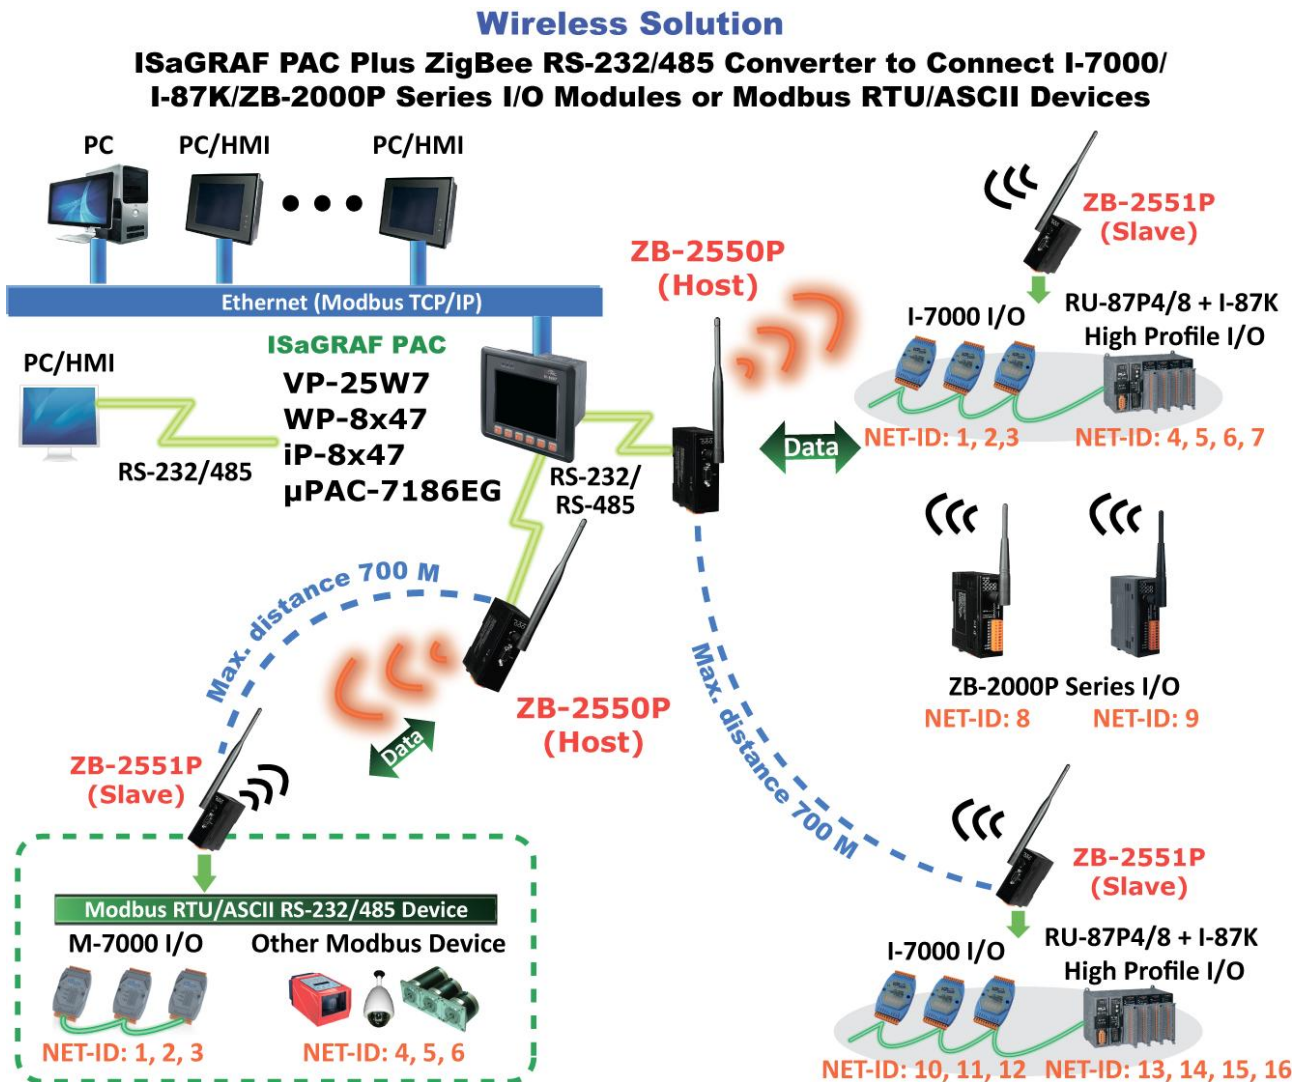 Wireless Solution
ISaGRAF PAC Plus ZigBee RS-232/485 Converter to Connect I-7000/
I-87K/ZB-2000P Series I/O Modules or Modbus RTU/ASCII Devices
PC
PC/HMI
PC/HMI
Ethernet (Modbus TCP/IP)
PC/HMI
RS-232/485
ISaGRAF PAC
VP-25W7
WP-8x47
iP-8x47
µPAC-7186EG
RS-232/
RS-485
ZB-2550P
(Host)
Data
ZB-2551P
(Slave)
I-7000 I/O
RU-87P4/8 + I-87K
High Profile I/O
NET-ID: 1, 2,3
NET-ID: 4, 5, 6, 7
ZB-2000P Series I/O
NET-ID: 8
NET-ID: 9
Max. distance 700 M
ZB-2551P
(Slave)
I-7000 I/O
RU-87P4/8 + I-87K
High Profile I/O
NET-ID: 10, 11, 12
NET-ID: 13, 14, 15, 16
Max. distance 700 M
ZB-2550P
(Host)
Data
ZB-2551P
(Slave)
Modbus RTU/ASCII RS-232/485 Device
M-7000 I/O
Other Modbus Device
NET-ID: 1, 2, 3
NET-ID: 4, 5, 6